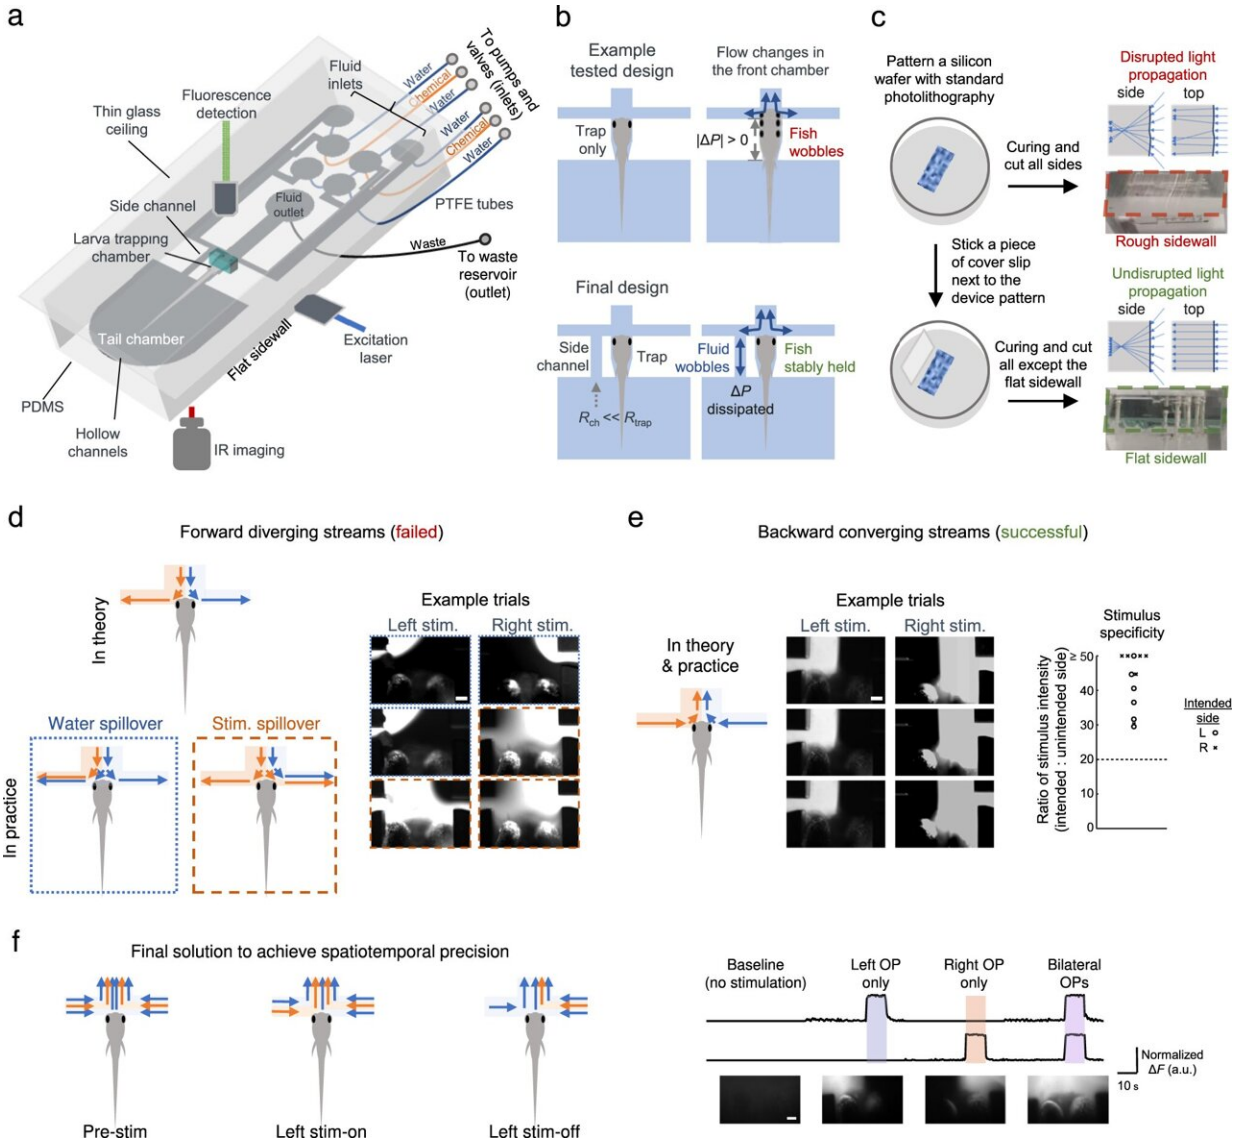 a
Thin glass
ceiling
Fluorescence
detection
Fluid
inlets
Water
Chemical
Water
Water
Chemical
Water
To pumps and
valves (inlets)
Side channel
Larva trapping
chamber
Fluid
outlet
PTFE tubes
Waste
To waste
reservoir
(outlet)
Tail chamber
Flat sidewall
Excitation
laser
PDMS
Hollow
channels
IR imaging
b
Example
tested design
Flow changes in
the front chamber
Trap
only
|ΔP| > 0
Fish
wobbles
Final design
Side
channel
Trap
Fluid
wobbles
Fish
stably held
Rch << Rtrap
ΔP
dissipated
c
Pattern a silicon
wafer with standard
photolithography
Curing and
cut all sides
Disrupted light
propagation
side top
Rough sidewall
Stick a piece
of cover slip
next to the
device pattern
Undisrupted light
propagation
side top
Curing and cut
all except the
flat sidewall
Flat sidewall
d
Forward diverging streams (failed)
In theory
Example trials
Left stim. Right stim.
Water spillover
Stim. spillover
In practice
e
Backward converging streams (successful)
In theory
& practice
Example trials
Left stim. Right stim.
Stimulus
specificity
Ratio of stimulus intensity
(intended : unintended side)
≥ 50
40
30
20
10
0
Intended
side
L
R
f
Final solution to achieve spatiotemporal precision
Pre-stim
Left stim-on
Left stim-off
Baseline
(no stimulation)
Left OP
only
Right OP
only
Bilateral
OPs
Normalized
ΔF (a.u.)
10 s